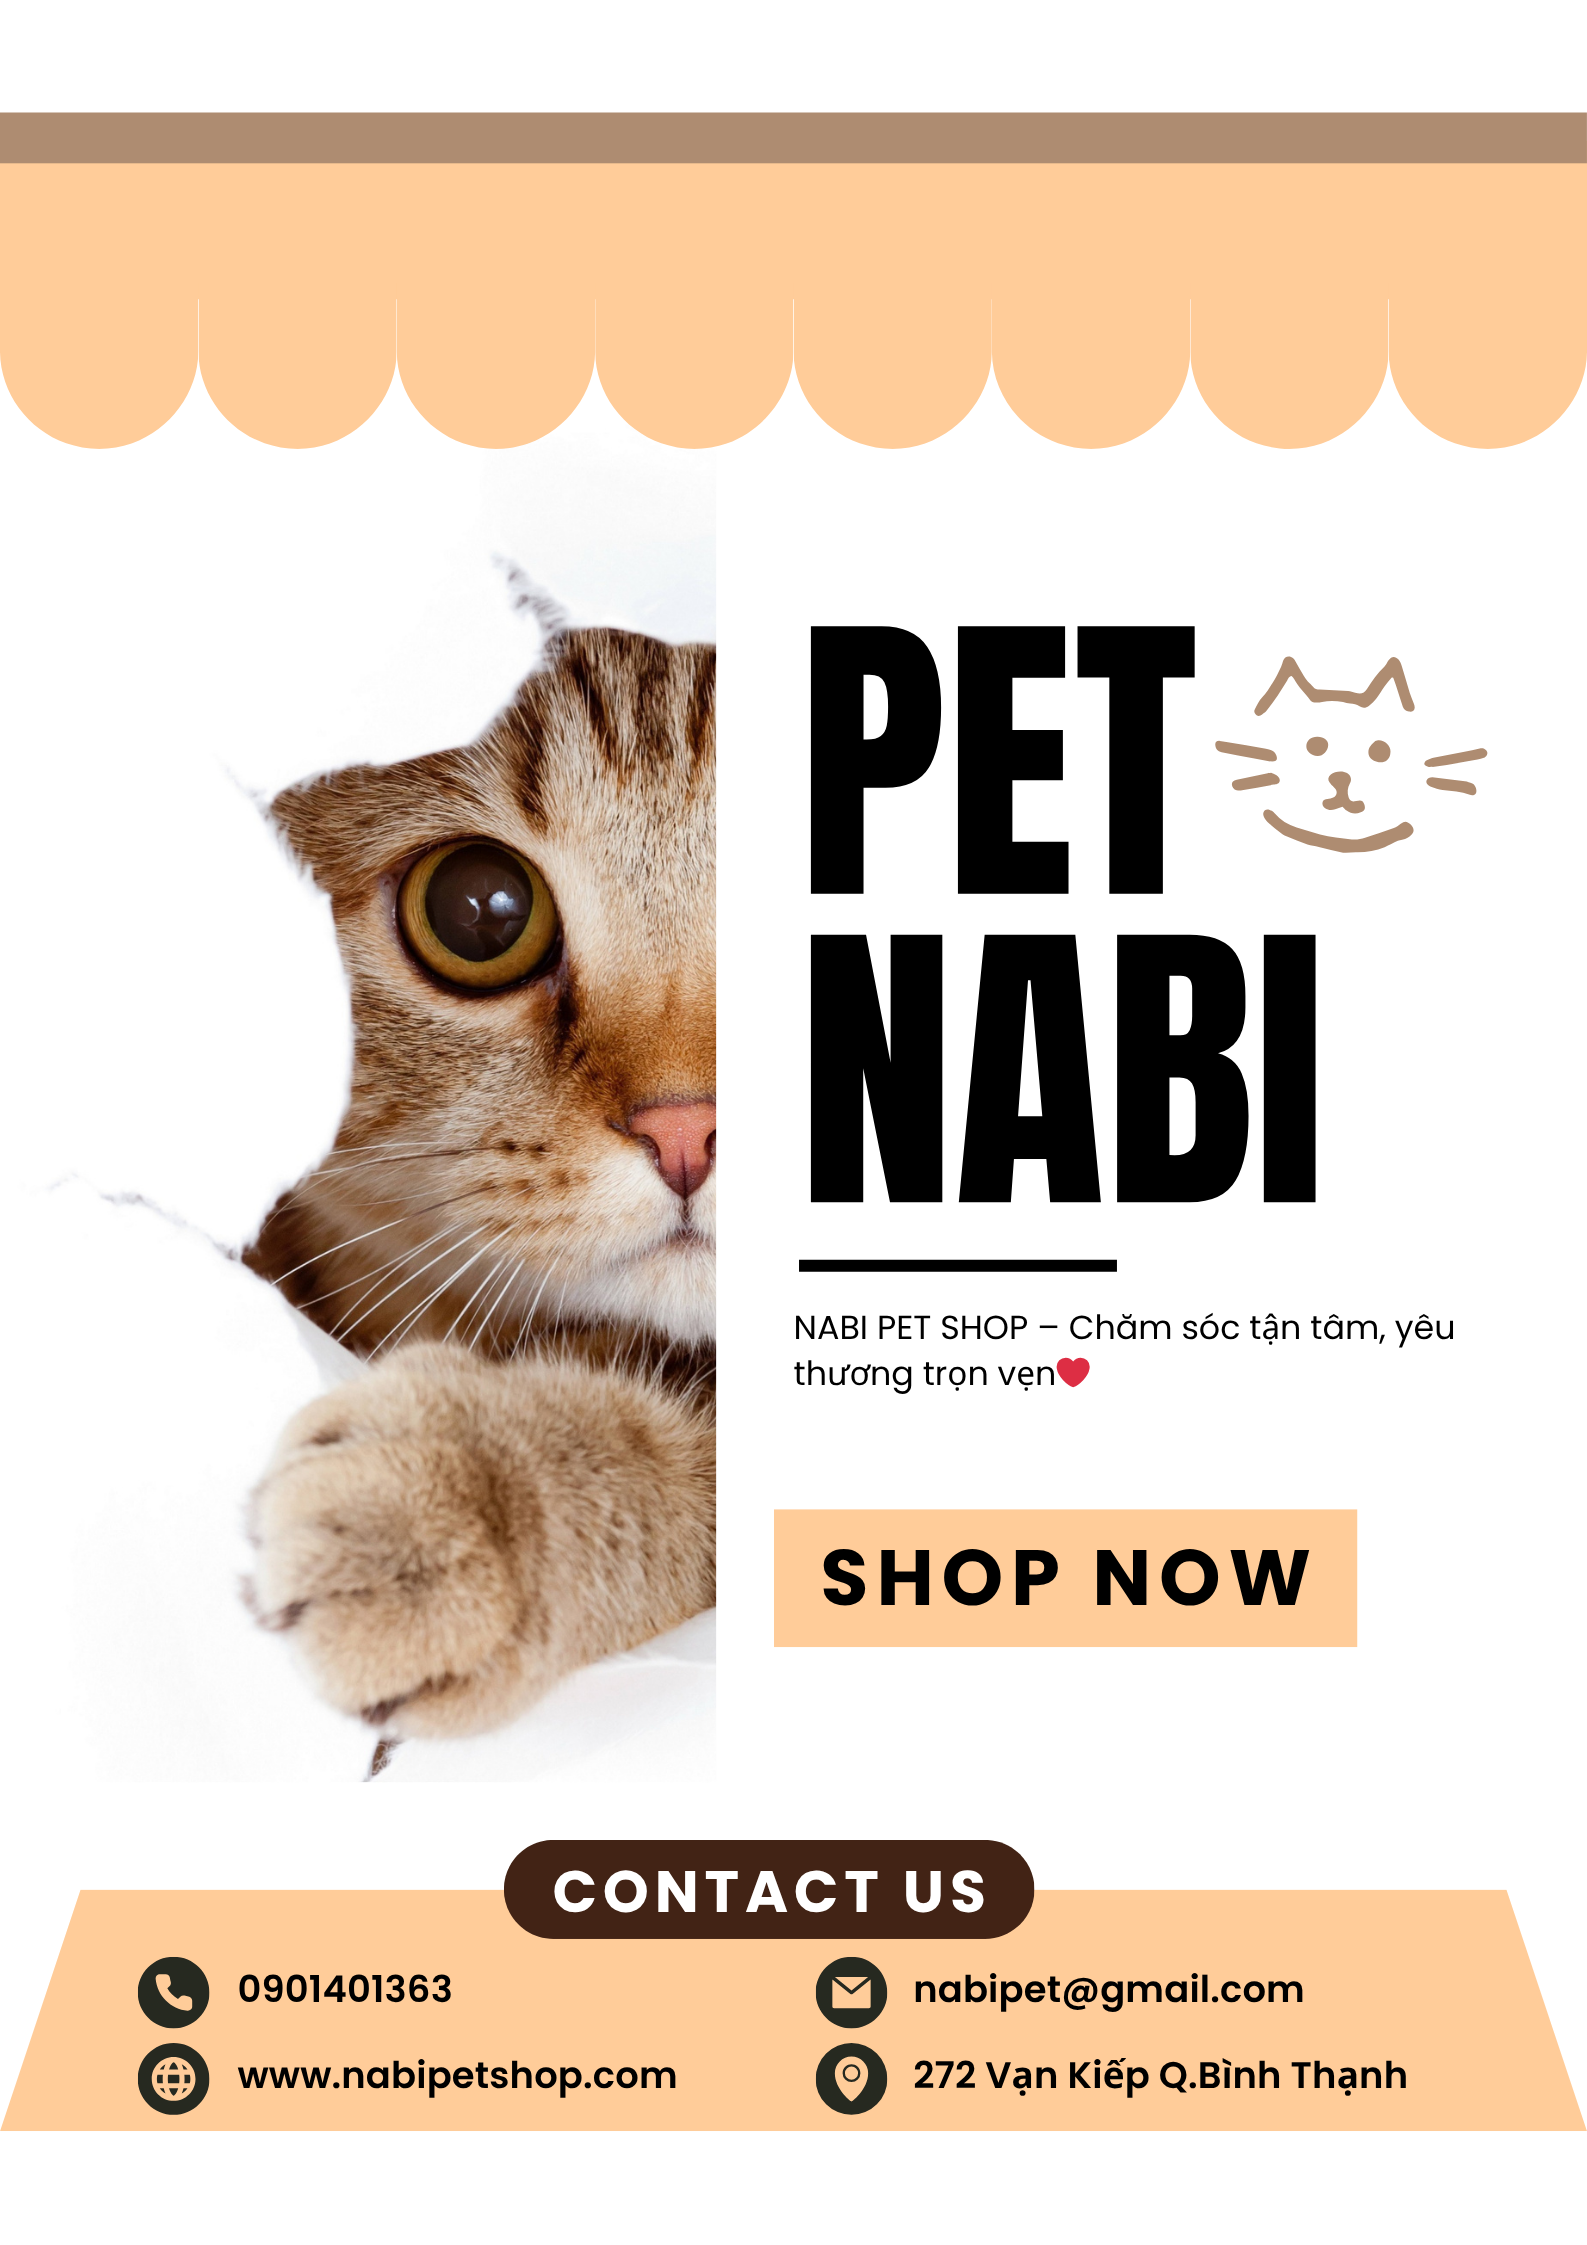 PET
NABI
NABI PET SHOP – Chăm sóc tận tâm, yêu
thương trọn vẹn❤
SHOP NOW
CONTACT US
0901401363
nabipet@gmail.com
www.nabipetshop.com
272 Vạn Kiếp Q.Bình Thạnh